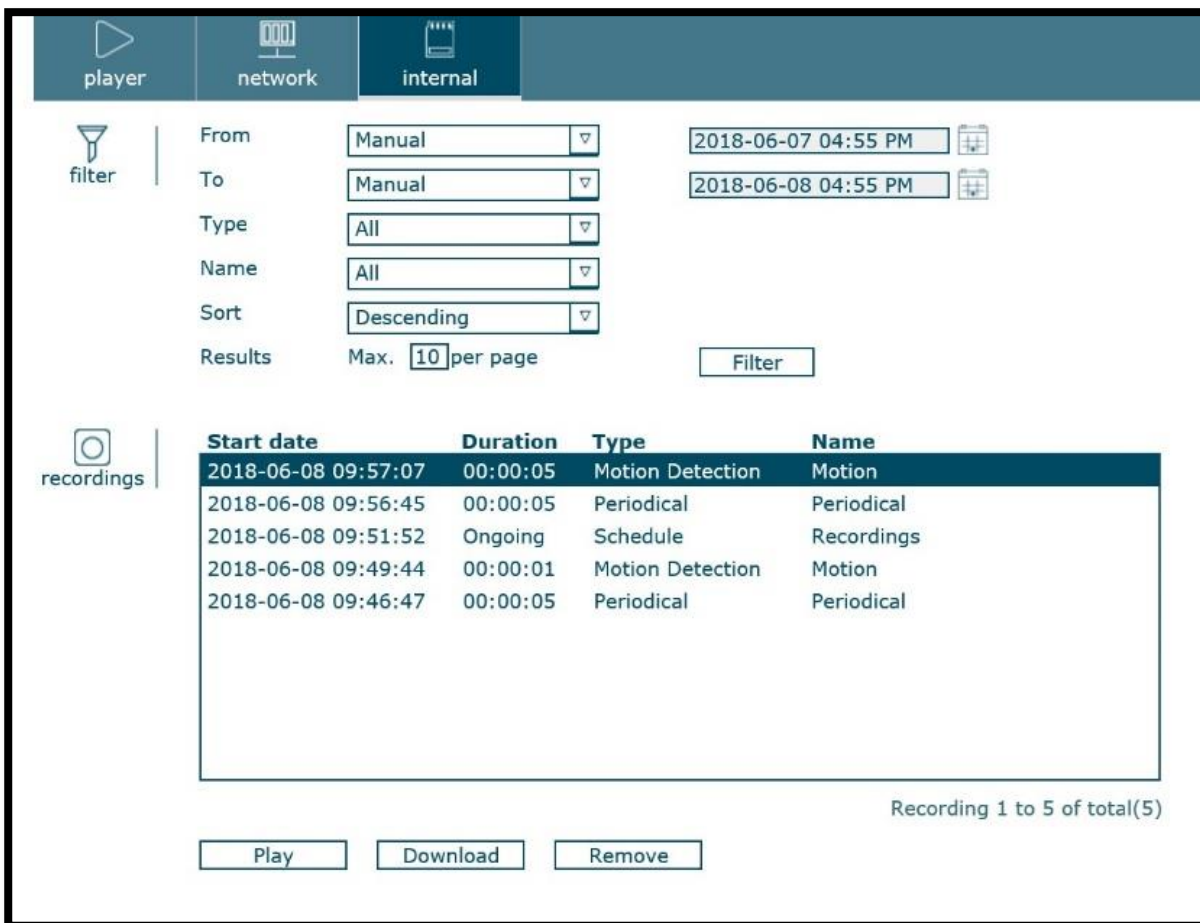 player network internal
filter
From Manual 2018-06-07 04:55 PM
To Manual 2018-06-08 04:55 PM
Type All
Name All
Sort Descending
Results Max. 10 per page Filter
recordings
Start date Duration Type Name
2018-06-08 09:57:07 00:00:05 Motion Detection Motion
2018-06-08 09:56:45 00:00:05 Periodical Periodical
2018-06-08 09:51:52 Ongoing Schedule Recordings
2018-06-08 09:49:44 00:00:01 Motion Detection Motion
2018-06-08 09:46:47 00:00:05 Periodical Periodical
Recording 1 to 5 of total(5)
Play Download Remove